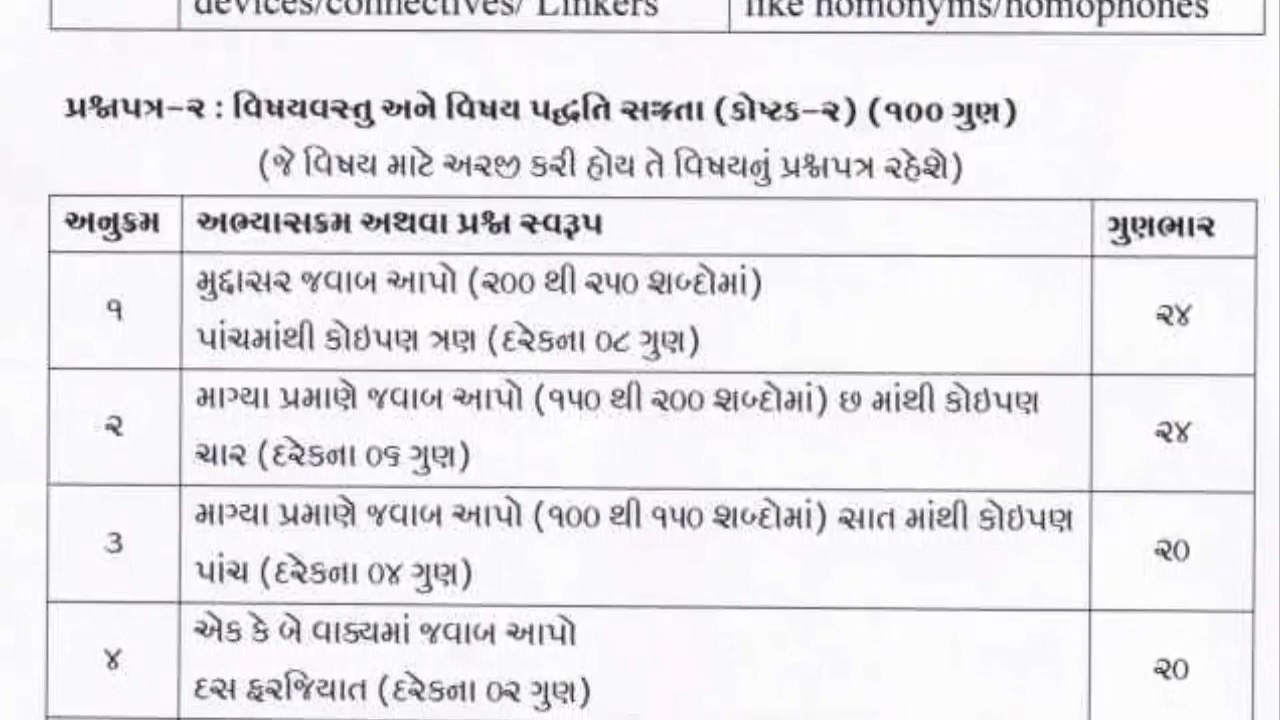 devices/connectives/ Linkers
like homonyms/homophones
પ્રશ્નપત્ર-૨ : વિષયવસ્તુ અને વિષય પદ્ધતિ સજ્જતા (કોષ્ટક-૨) (૧૦૦ ગુણ)
(જે વિષય માટે અરજી કરી હોય તે વિષયનું પ્રશ્નપત્ર રહેશે)
અનુક્રમ અભ્યાસક્રમ અથવા પ્રશ્ન સ્વરૂપ ગુણભાર
૧ મુદ્દાસર જવાબ આપો (૨૦૦ થી ૨૫૦ શબ્દોમાં) ૨૪
પાંચમાંથી કોઇપણ ત્રણ (દરેકના ૦૮ ગુણ)
૨ માગ્યા પ્રમાણે જવાબ આપો (૧૫૦ થી ૨૦૦ શબ્દોમાં) છ માંથી કોઇપણ ૨૪
ચાર (દરેકના ૦૬ ગુણ)
3 માગ્યા પ્રમાણે જવાબ આપો (૧૦૦ થી ૧૫૦ શબ્દોમાં) સાત માંથી કોઇપણ ૨૦
પાંચ (દરેકના ૦૪ ગુણ)
૪ એક કે બે વાક્યમાં જવાબ આપો ૨૦
દસ ફરજિયાત (દરેકના ૦૨ ગુણ)